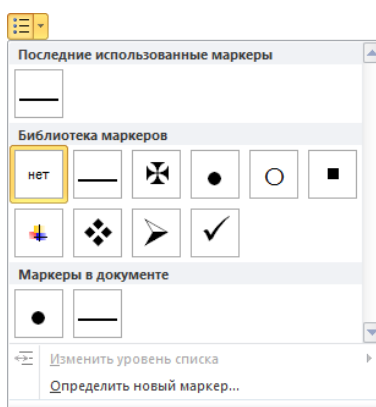 Последние использованные маркеры
Библиотека маркеров
нет
Маркеры в документе
Изменить уровень списка
Определить новый маркер...